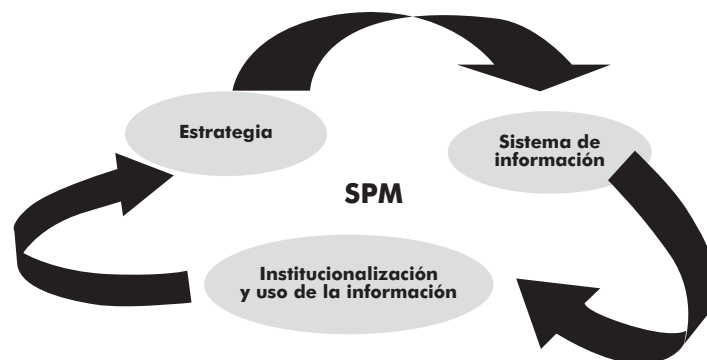 Estrategia
Sistema de
información
SPM
Institucionalización
y uso de la información